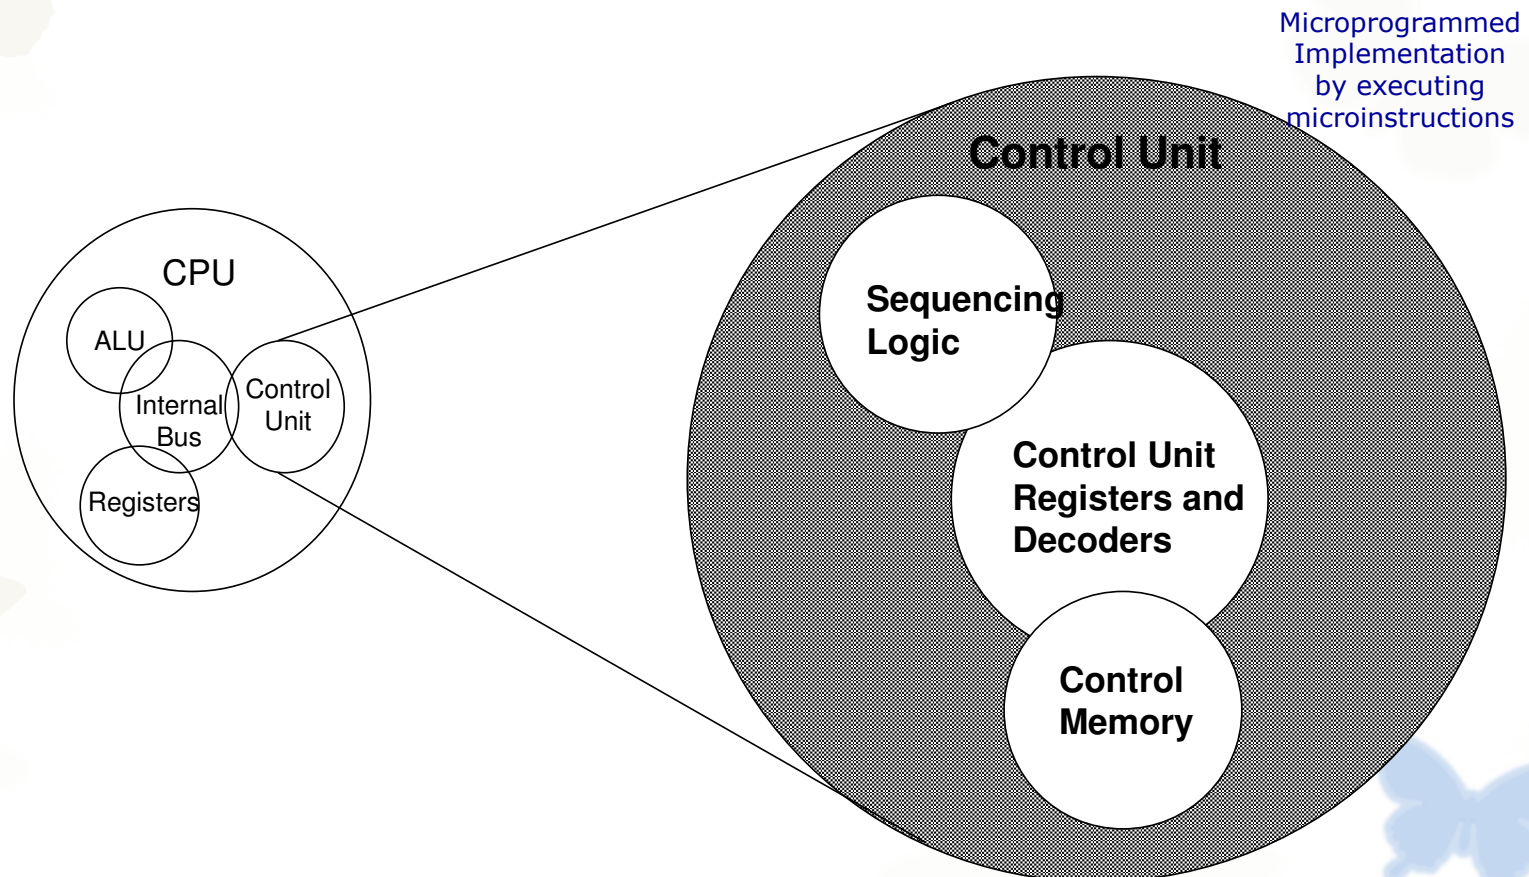 Microprogrammed
Implementation
by executing
microinstructions
Control Unit
CPU
ALU
Internal
Bus
Control
Unit
Registers
Sequencing
Logic
Control Unit
Registers and
Decoders
Control
Memory